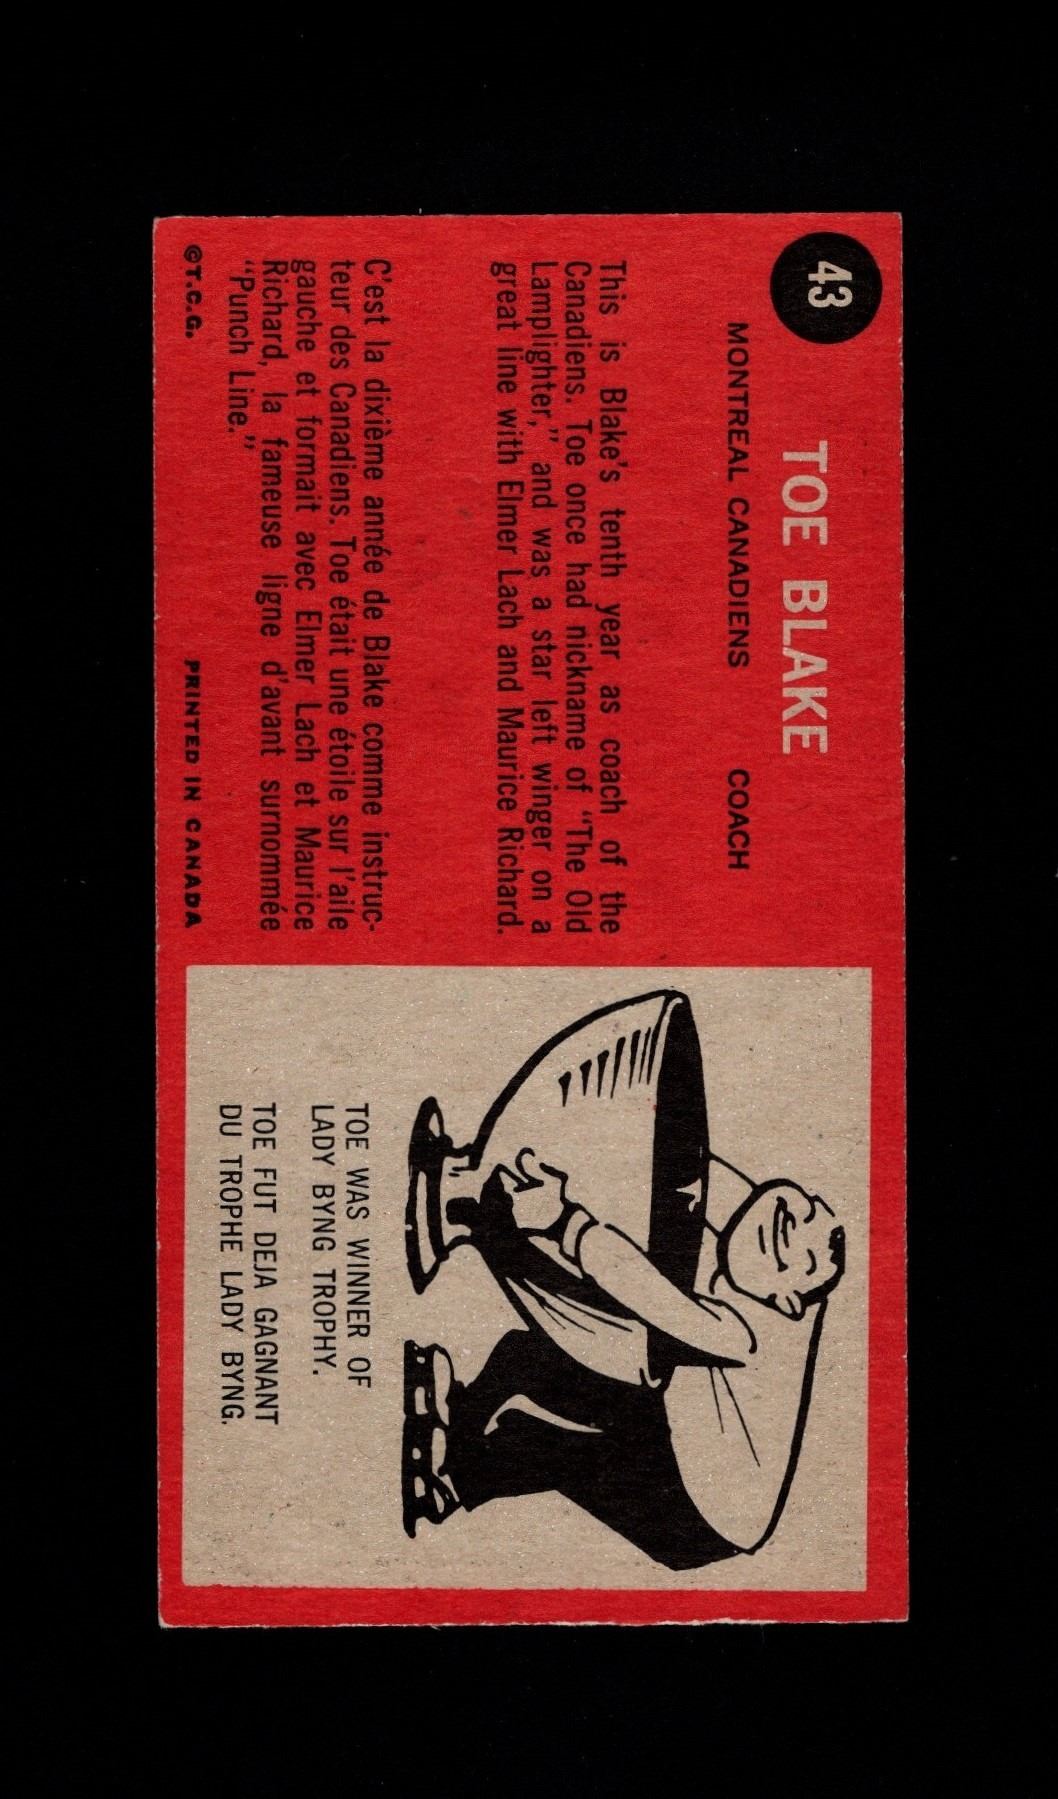 43
TOE BLAKE
MONTREAL CANADIENS COACH
This is Blake's tenth year as coach of the
Canadiens. Toe once had nickname of "The Old
Lamplighter," and was a star left winger on a
great line with Elmer Lach and Maurice Richard.
C'est la dixième année de Blake comme instruc-
teur des Canadiens. Toe était une étoile sur l'aile
gauche et formait avec Elmer Lach et Maurice
Richard, la fameuse ligne d'avant surnommée
"Punch Line."
©T.C.G. PRINTED IN CANADA
TOE WAS WINNER OF
LADY BYNG TROPHY.
TOE FUT DEJA GAGNANT
DU TROPHE LADY BYNG.